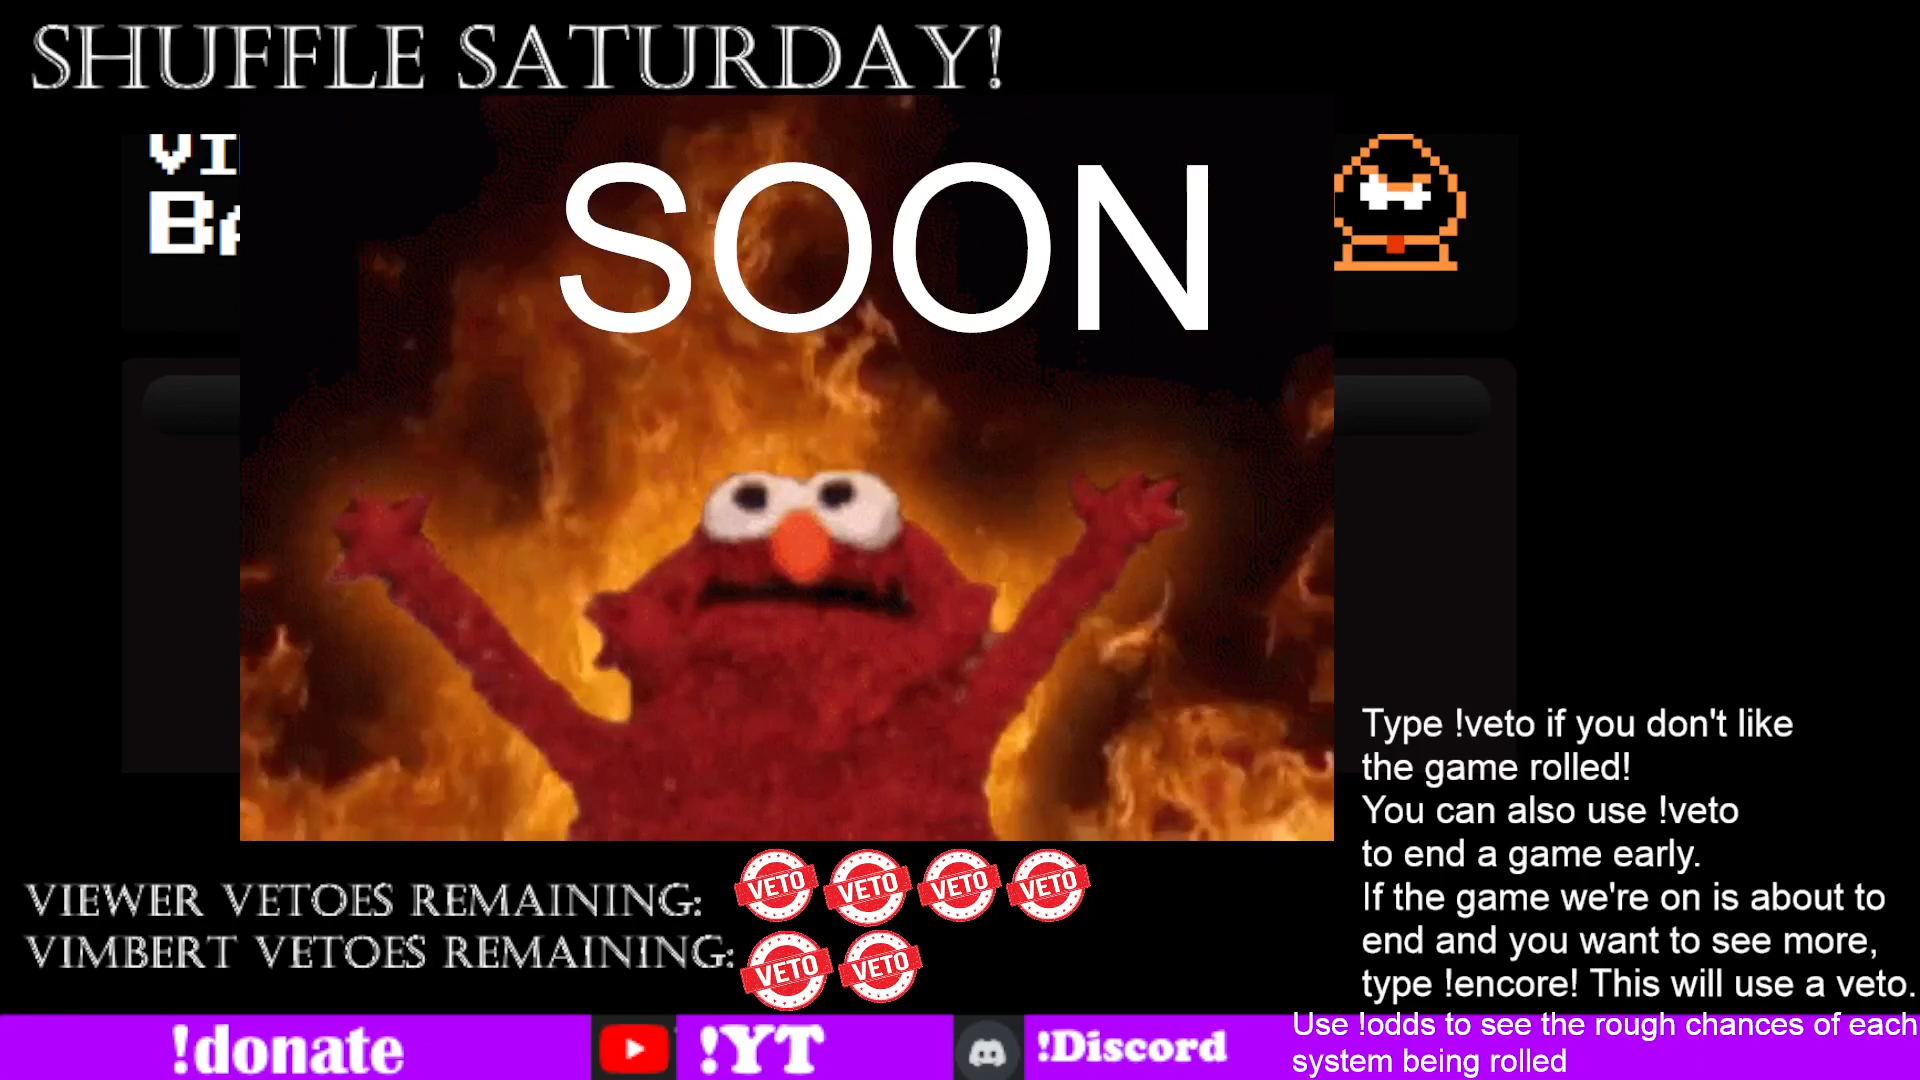 SHUFFLE SATURDAY!
SOON
Type !veto if you don't like
the game rolled!
You can also use !veto
to end a game early.
If the game we're on is about to
end and you want to see more,
type !encore! This will use a veto.
VIEWER VETOES REMAINING:
VETO VETO VETO VETO
VIMBERT VETOES REMAINING:
VETO VETO
!donate
!YT
!Discord
Use !odds to see the rough chances of each
system being rolled